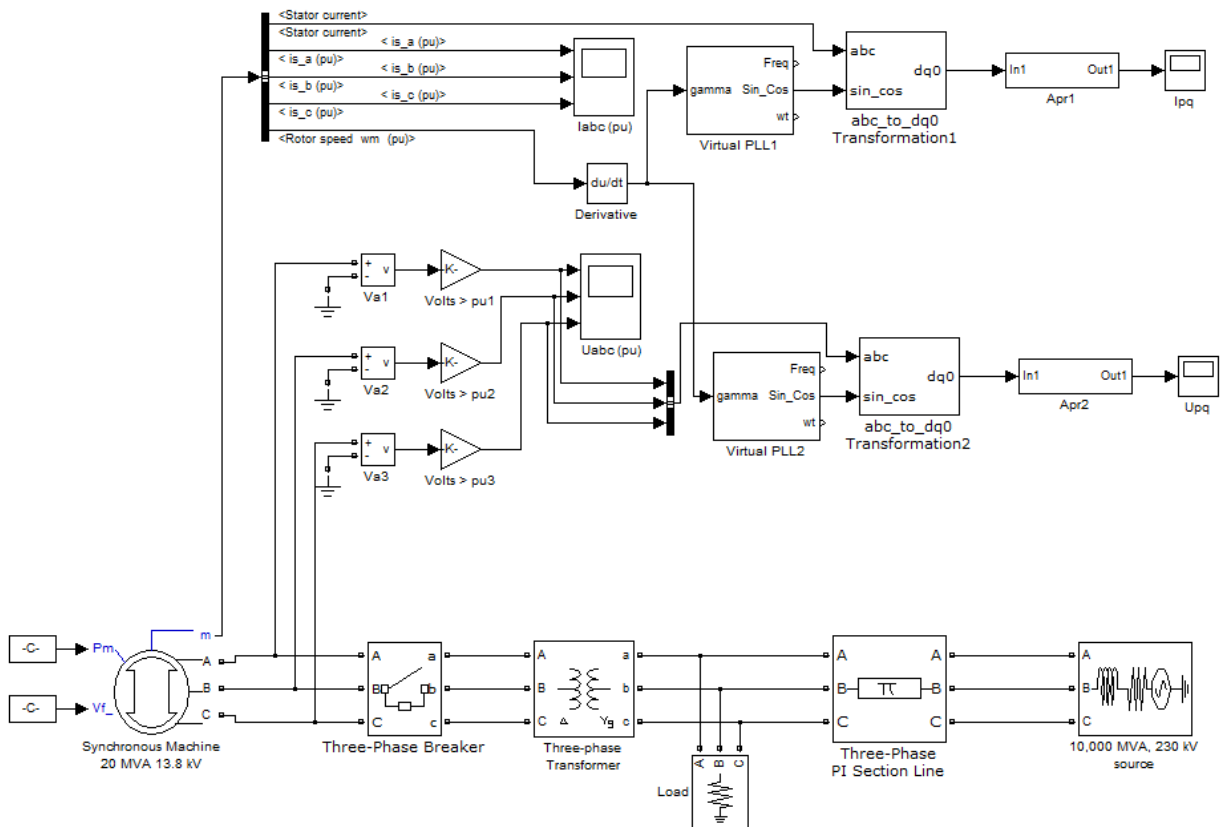 <Stator current>
<Stator current>
< is_a (pu)>
< is_a (pu)>
< is_b (pu)>
< is_b (pu)>
< is_c (pu)>
< is_c (pu)>
<Rotor speed wm (pu)>
Iabc (pu)
gamma
Freq
Sin_Cos
wt
Virtual PLL1
abc
sin_cos
dq0
abc_to_dq0
Transformation1
In1
Out1
Apr1
Ipq
du/dt
Derivative
+
-
v
Va1
-K-
Volts > pu1
Uabc (pu)
+
-
v
Va2
-K-
Volts > pu2
+
-
v
Va3
-K-
Volts > pu3
gamma
Freq
Sin_Cos
wt
Virtual PLL2
abc
sin_cos
dq0
abc_to_dq0
Transformation2
In1
Out1
Apr2
Upq
-C-
Pm
-C-
Vf_
m
A
B
C
Synchronous Machine
20 MVA 13.8 kV
A
B
C
a
b
c
Three-Phase Breaker
A
B
C
a
b
c
Δ
Yg
Three-phase
Transformer
A
B
C
Load
A
B
C
A
B
C
π
Three-Phase
PI Section Line
A
B
C
10,000 MVA, 230 kV
source